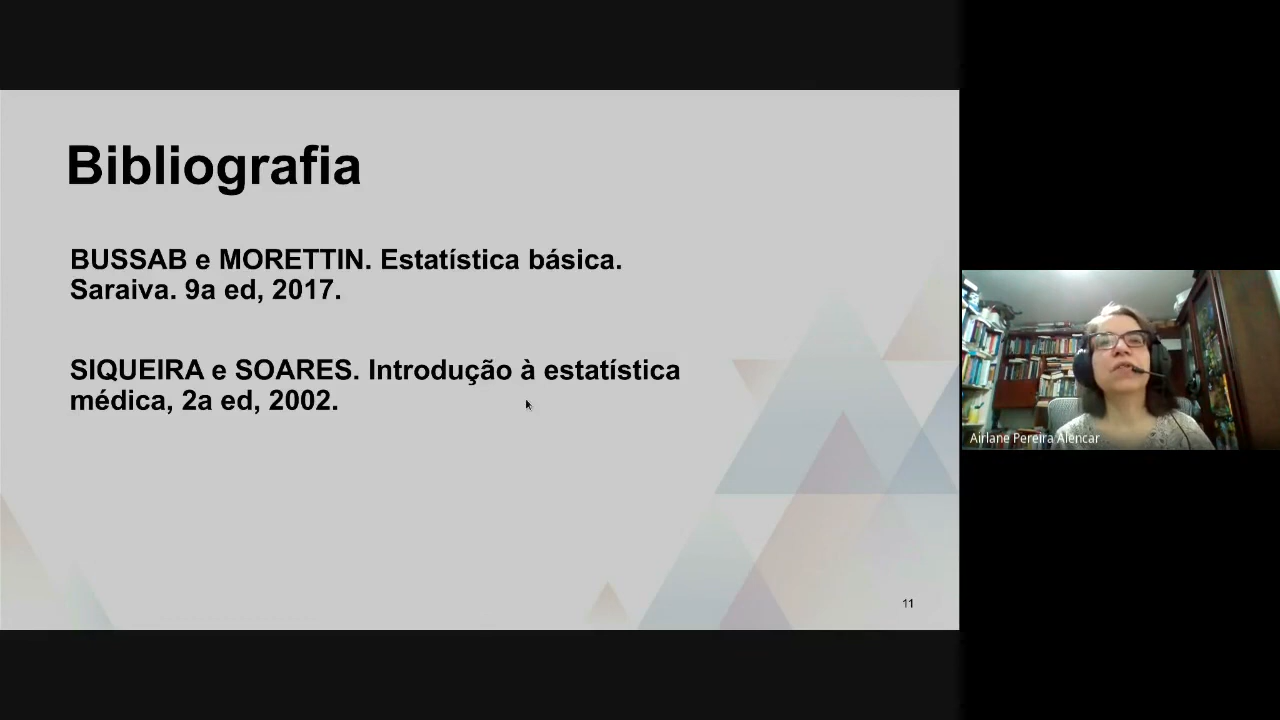 Bibliografia
BUSSAB e MORETTIN. Estatística básica.
Saraiva. 9a ed, 2017.
SIQUEIRA e SOARES. Introdução à estatística
médica, 2a ed, 2002.
11
Airlane Pereira Alencar